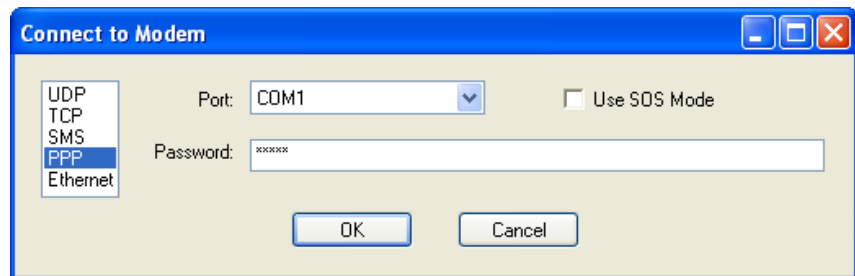 Connect to Modem
UDP
TCP
SMS
PPP
Ethernet
Port:
COM1
Use SOS Mode
Password:
*****
OK
Cancel